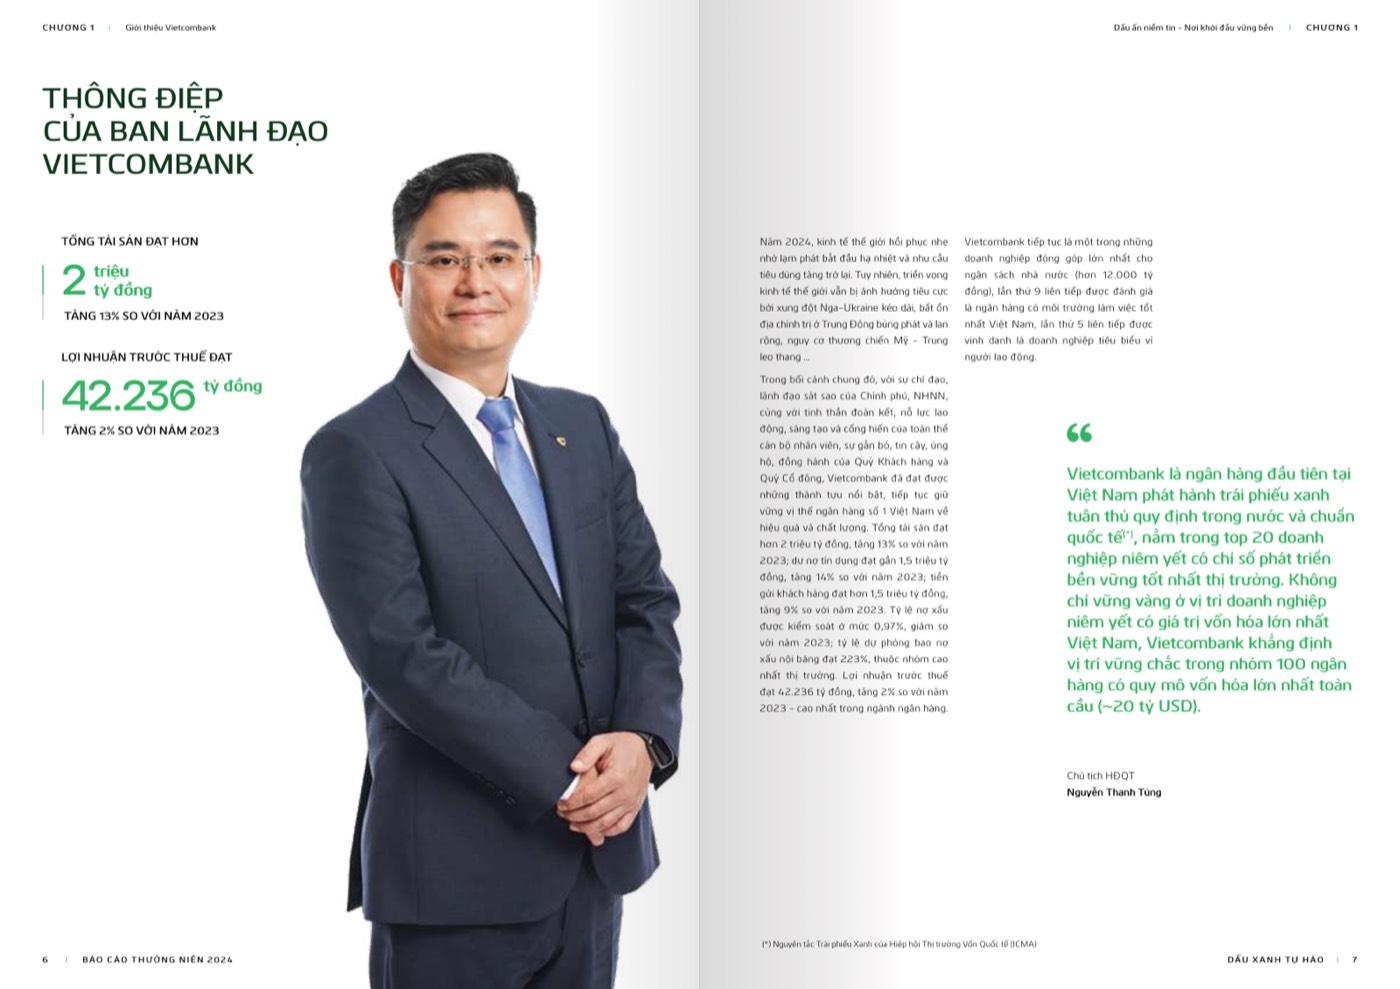 CHƯƠNG 1 | Giới thiệu Vietcombank
THÔNG ĐIỆP
CỦA BAN LÃNH ĐẠO
VIETCOMBANK
TỔNG TÀI SẢN ĐẠT HƠN
2 triệu
tỷ đồng
TĂNG 13% SO VỚI NĂM 2023
LỢI NHUẬN TRƯỚC THUẾ ĐẠT
42.236 tỷ đồng
TĂNG 2% SO VỚI NĂM 2023
6 | BÁO CÁO THƯỜNG NIÊN 2024
Dấu ấn niềm tin - Nơi khởi đầu vững bền | CHƯƠNG 1
Năm 2024, kinh tế thế giới hồi phục nhẹ
nhờ lạm phát bắt đầu hạ nhiệt và nhu cầu
tiêu dùng tăng trở lại. Tuy nhiên, triển vọng
kinh tế thế giới vẫn bị ảnh hưởng tiêu cực
bởi xung đột Nga-Ukraine kéo dài, bất ổn
địa chính trị ở Trung Đông bùng phát và lan
rộng, nguy cơ thương chiến Mỹ - Trung
leo thang ...
Trong bối cảnh chung đó, với sự chỉ đạo,
lãnh đạo sát sao của Chính phủ, NHNN,
cùng với tinh thần đoàn kết, nỗ lực lao
động, sáng tạo và cống hiến của toàn thể
cán bộ nhân viên, sự gắn bó, tin cậy, ủng
hộ, đồng hành của Quý Khách hàng và
Quý Cổ đông, Vietcombank đã đạt được
những thành tựu nổi bật, tiếp tục giữ
vững vị thế ngân hàng số 1 Việt Nam về
hiệu quả và chất lượng. Tổng tài sản đạt
hơn 2 triệu tỷ đồng, tăng 13% so với năm
2023; dư nợ tín dụng đạt gần 1,5 triệu tỷ
đồng, tăng 14% so với năm 2023; tiền
gửi khách hàng đạt hơn 1,5 triệu tỷ đồng,
tăng 9% so với năm 2023. Tỷ lệ nợ xấu
được kiểm soát ở mức 0,97%, giảm so
với năm 2023; tỷ lệ dự phòng bao nợ
xấu nội bảng đạt 223%, thuộc nhóm cao
nhất thị trường. Lợi nhuận trước thuế
đạt 42.236 tỷ đồng, tăng 2% so với năm
2023 - cao nhất trong ngành ngân hàng.
Vietcombank tiếp tục là một trong những
doanh nghiệp đóng góp lớn nhất cho
ngân sách nhà nước (hơn 12.000 tỷ
đồng), lần thứ 9 liên tiếp được đánh giá
là ngân hàng có môi trường làm việc tốt
nhất Việt Nam, lần thứ 5 liên tiếp được
vinh danh là doanh nghiệp tiêu biểu vì
người lao động.
“
Vietcombank là ngân hàng đầu tiên tại
Việt Nam phát hành trái phiếu xanh
tuân thủ quy định trong nước và chuẩn
quốc tế(*), nằm trong top 20 doanh
nghiệp niêm yết có chỉ số phát triển
bền vững tốt nhất thị trường. Không
chỉ vững vàng ở vị trí doanh nghiệp
niêm yết có giá trị vốn hóa lớn nhất
Việt Nam, Vietcombank khẳng định
vị trí vững chắc trong nhóm 100 ngân
hàng có quy mô vốn hóa lớn nhất toàn
cầu (~20 tỷ USD).
Chủ tịch HĐQT
Nguyễn Thanh Tùng
(*) Nguyên tắc Trái phiếu Xanh của Hiệp hội Thị trường Vốn Quốc tế (ICMA)
DẤU XANH TỰ HÀO | 7